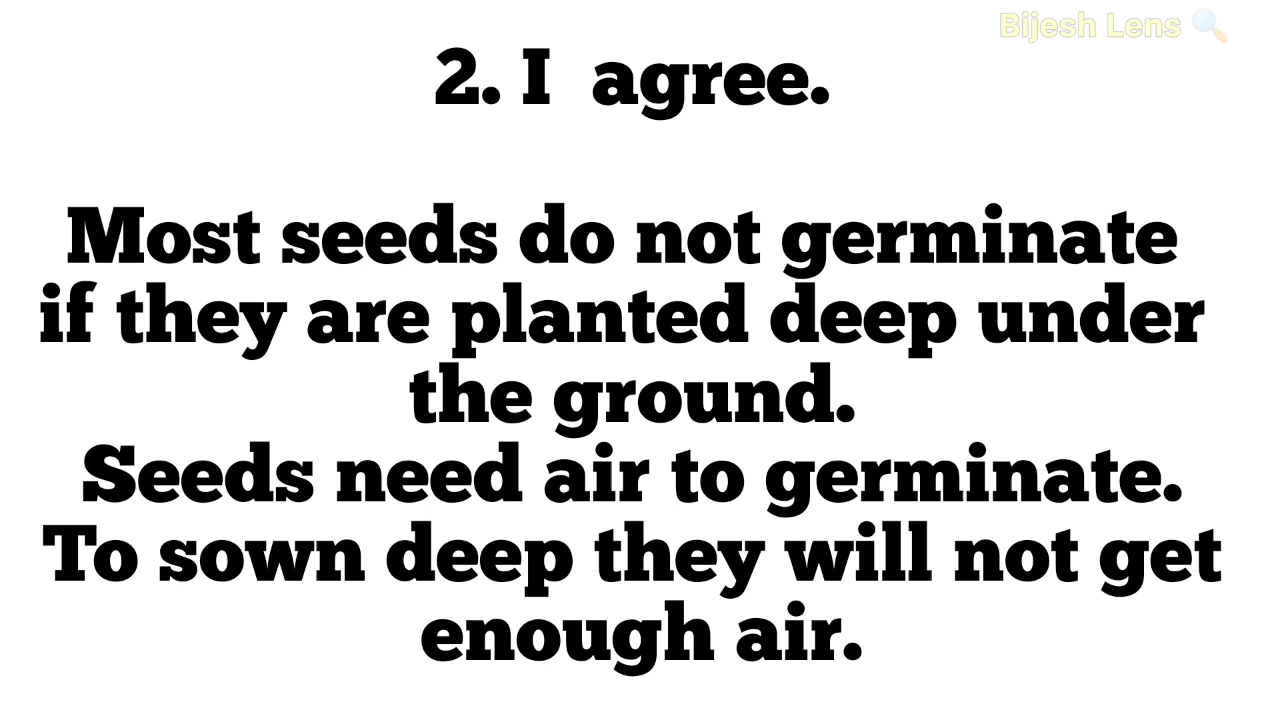 Bijesh Lens
2. I agree.
Most seeds do not germinate
if they are planted deep under
the ground.
Seeds need air to germinate.
To sown deep they will not get
enough air.